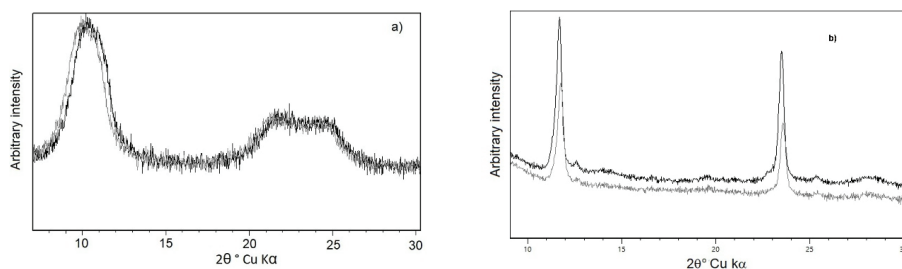 a)
Arbitrary intensity
10 15 20 25 30
2θ° Cu Kα
b)
Arbitrary intensity
10 15 20 25 30
2θ° Cu kα